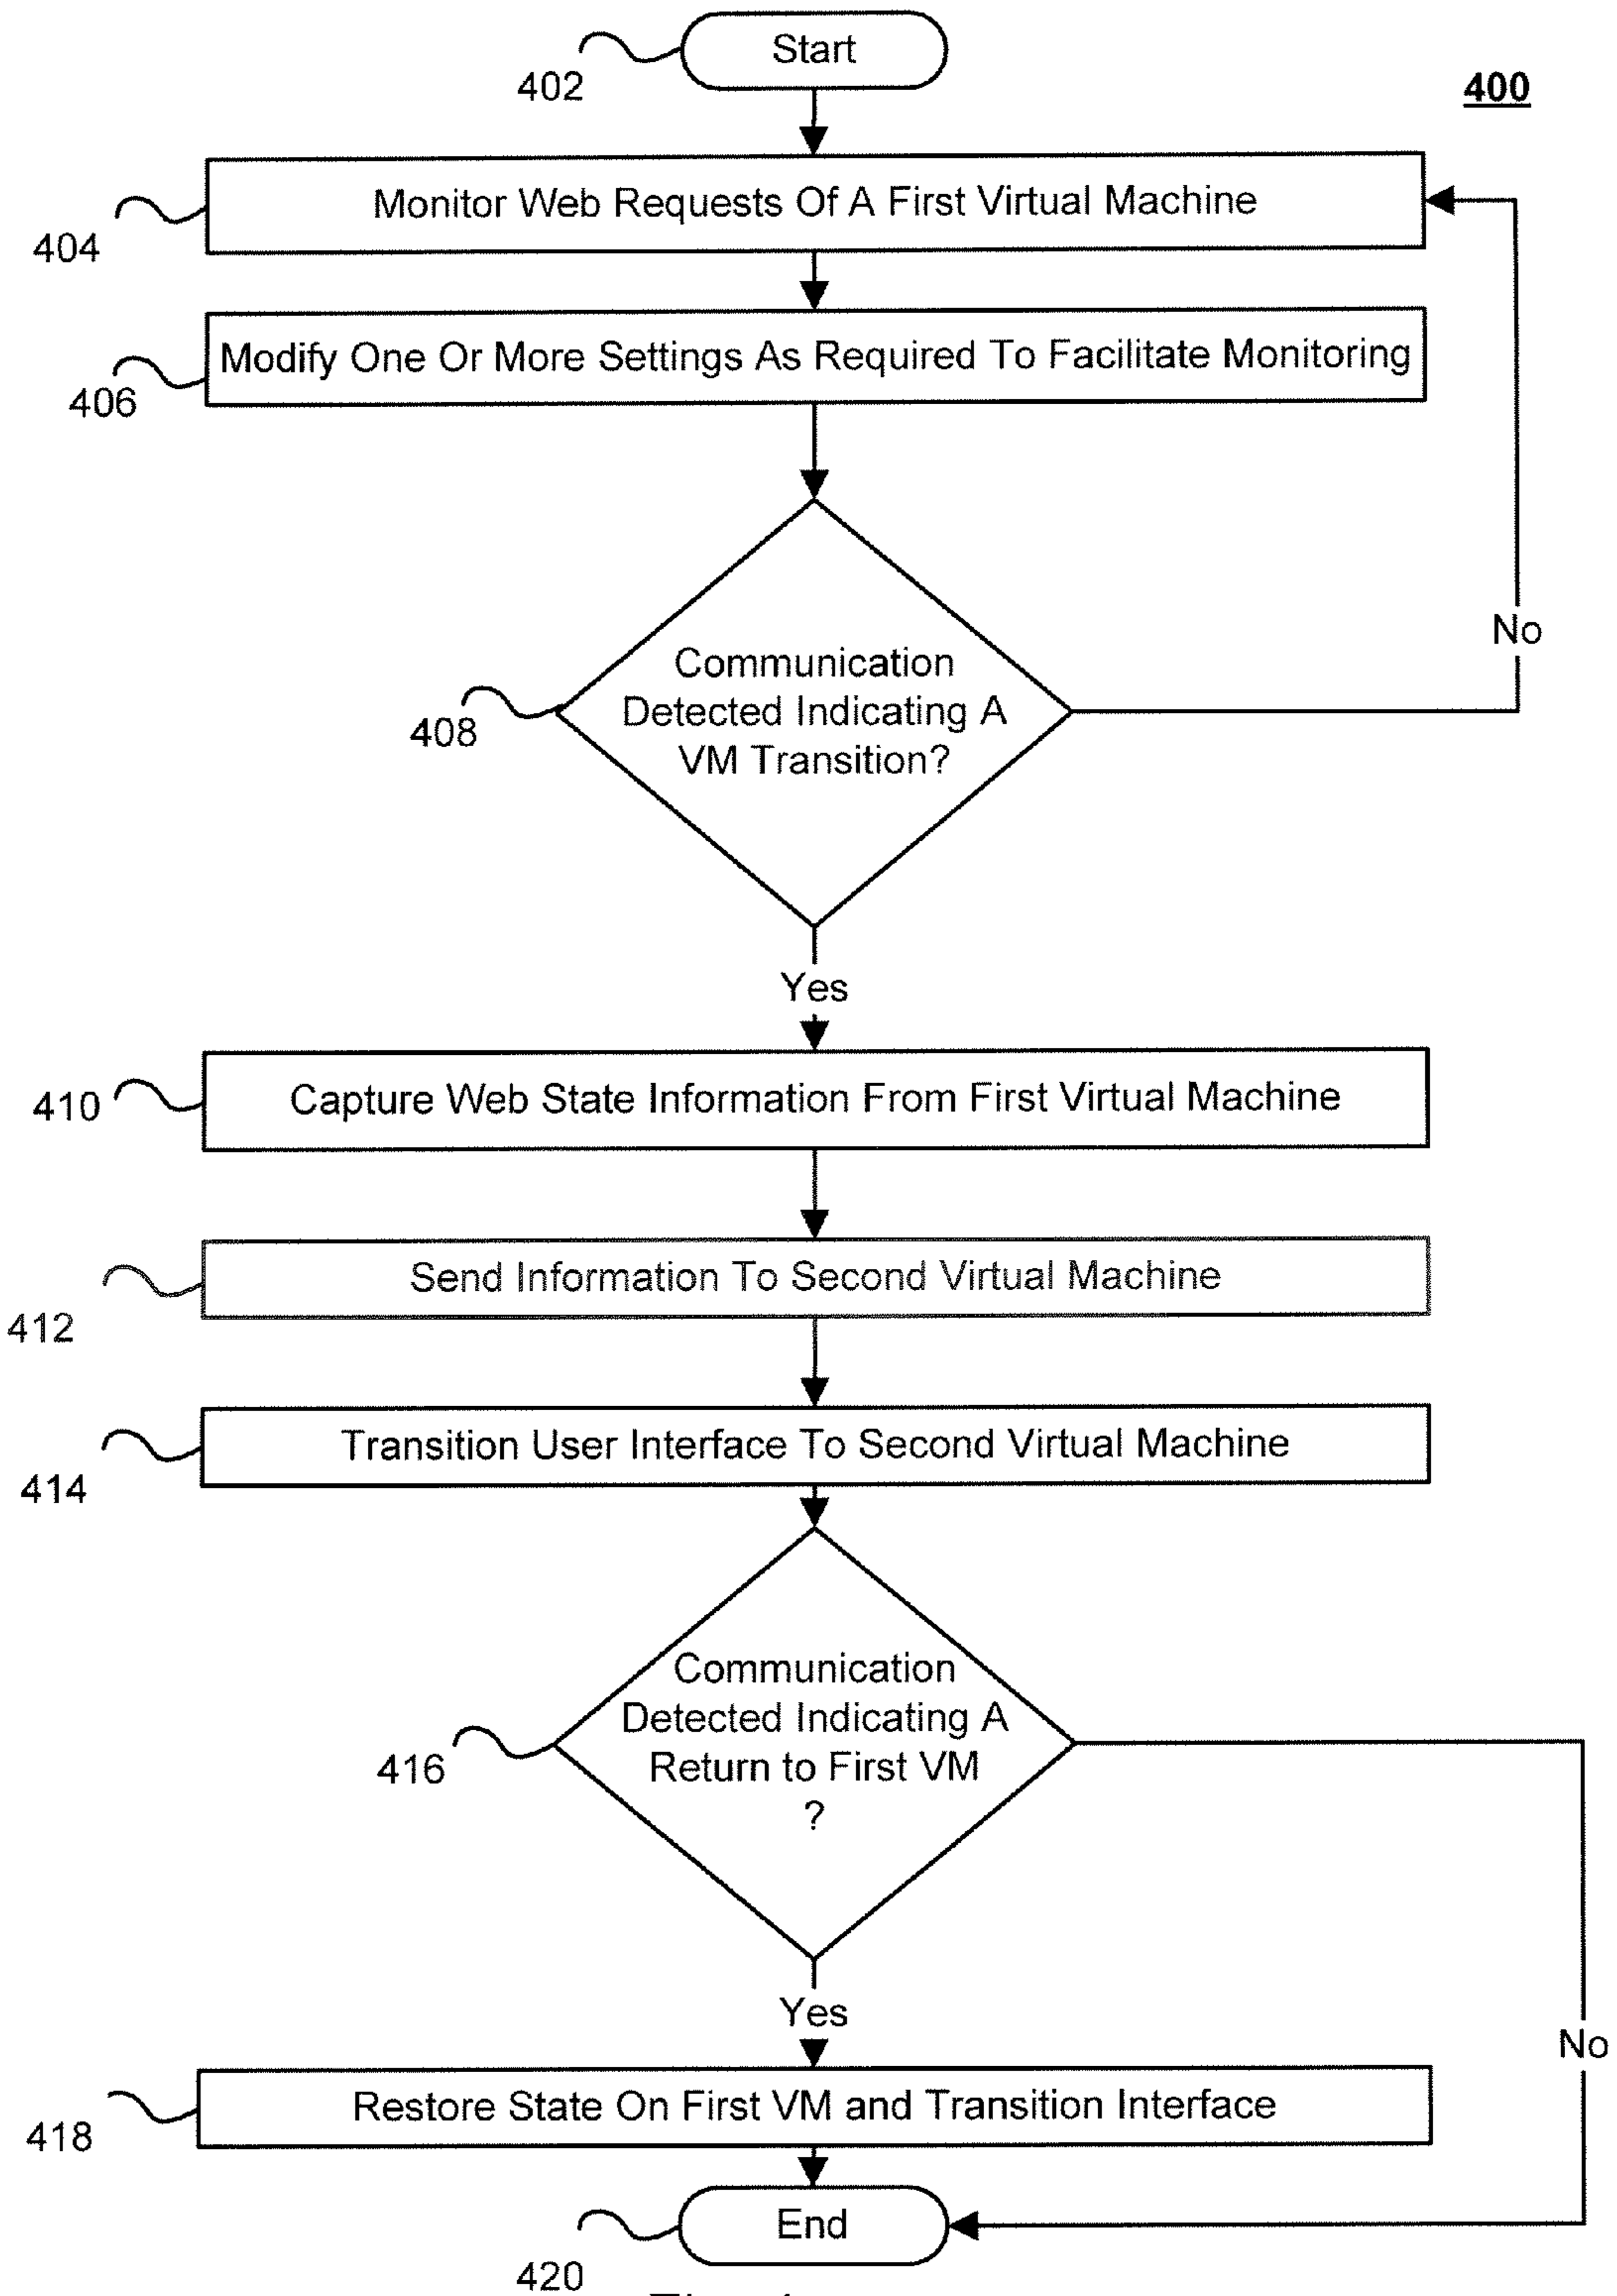 Start
402
400
Monitor Web Requests Of A First Virtual Machine
404
Modify One Or More Settings As Required To Facilitate Monitoring
406
No
Communication
Detected Indicating A
VM Transition?
408
Yes
Capture Web State Information From First Virtual Machine
410
Send Information To Second Virtual Machine
412
Transition User Interface To Second Virtual Machine
414
Communication
Detected Indicating A
Return to First VM
?
416
Yes
No
Restore State On First VM and Transition Interface
418
End
420